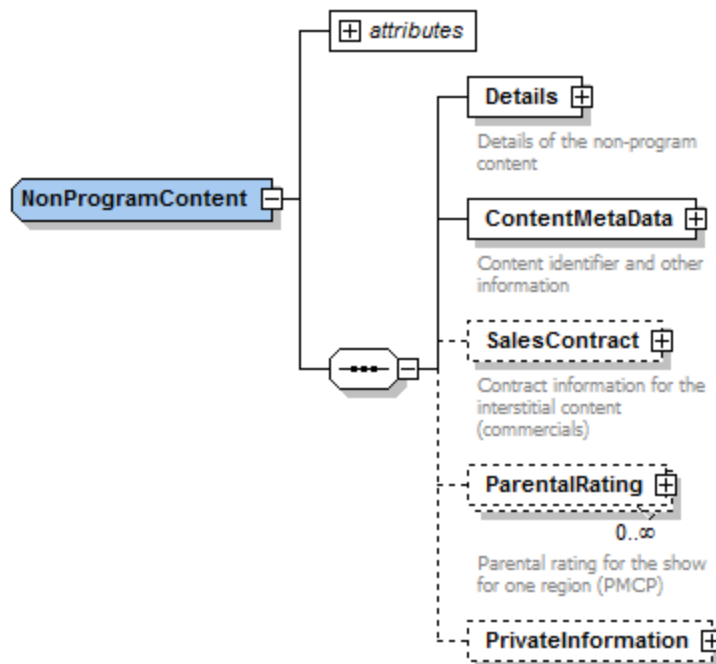 attributes
Details
Details of the non-program
content
NonProgramContent
ContentMetaData
Content identifier and other
information
SalesContract
Contract information for the
interstitial content
(commercials)
ParentalRating
0..∞
Parental rating for the show
for one region (PMCP)
PrivateInformation